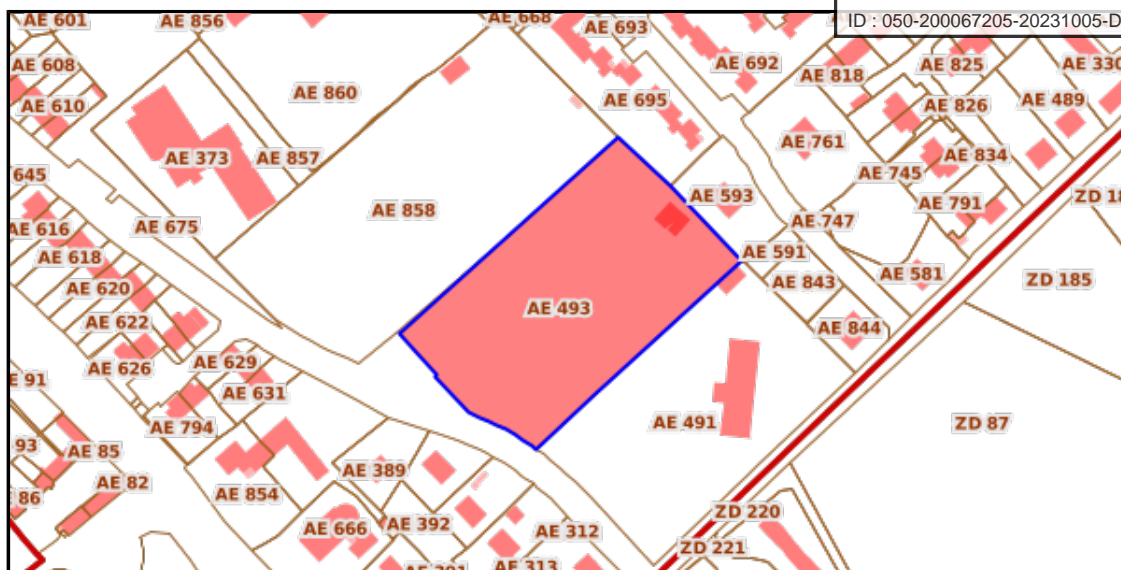 ID : 050-200067205-20231005-D
AE 601
AE 856
AE 668
AE 693
AE 608
AE 692
AE 825
AE 330
AE 818
AE 860
AE 695
AE 610
AE 826
AE 489
AE 761
AE 373
AE 857
AE 834
645
AE 745
AE 593
ZD 18
AE 858
AE 791
AE 616
AE 675
AE 747
AE 618
AE 591
AE 581
ZD 185
AE 843
AE 620
AE 493
AE 622
AE 844
AE 629
AE 626
E 91
AE 631
AE 491
ZD 87
AE 794
93
AE 85
AE 389
AE 82
AE 854
86
ZD 220
AE 666
AE 392
AE 312
ZD 221
AE 313